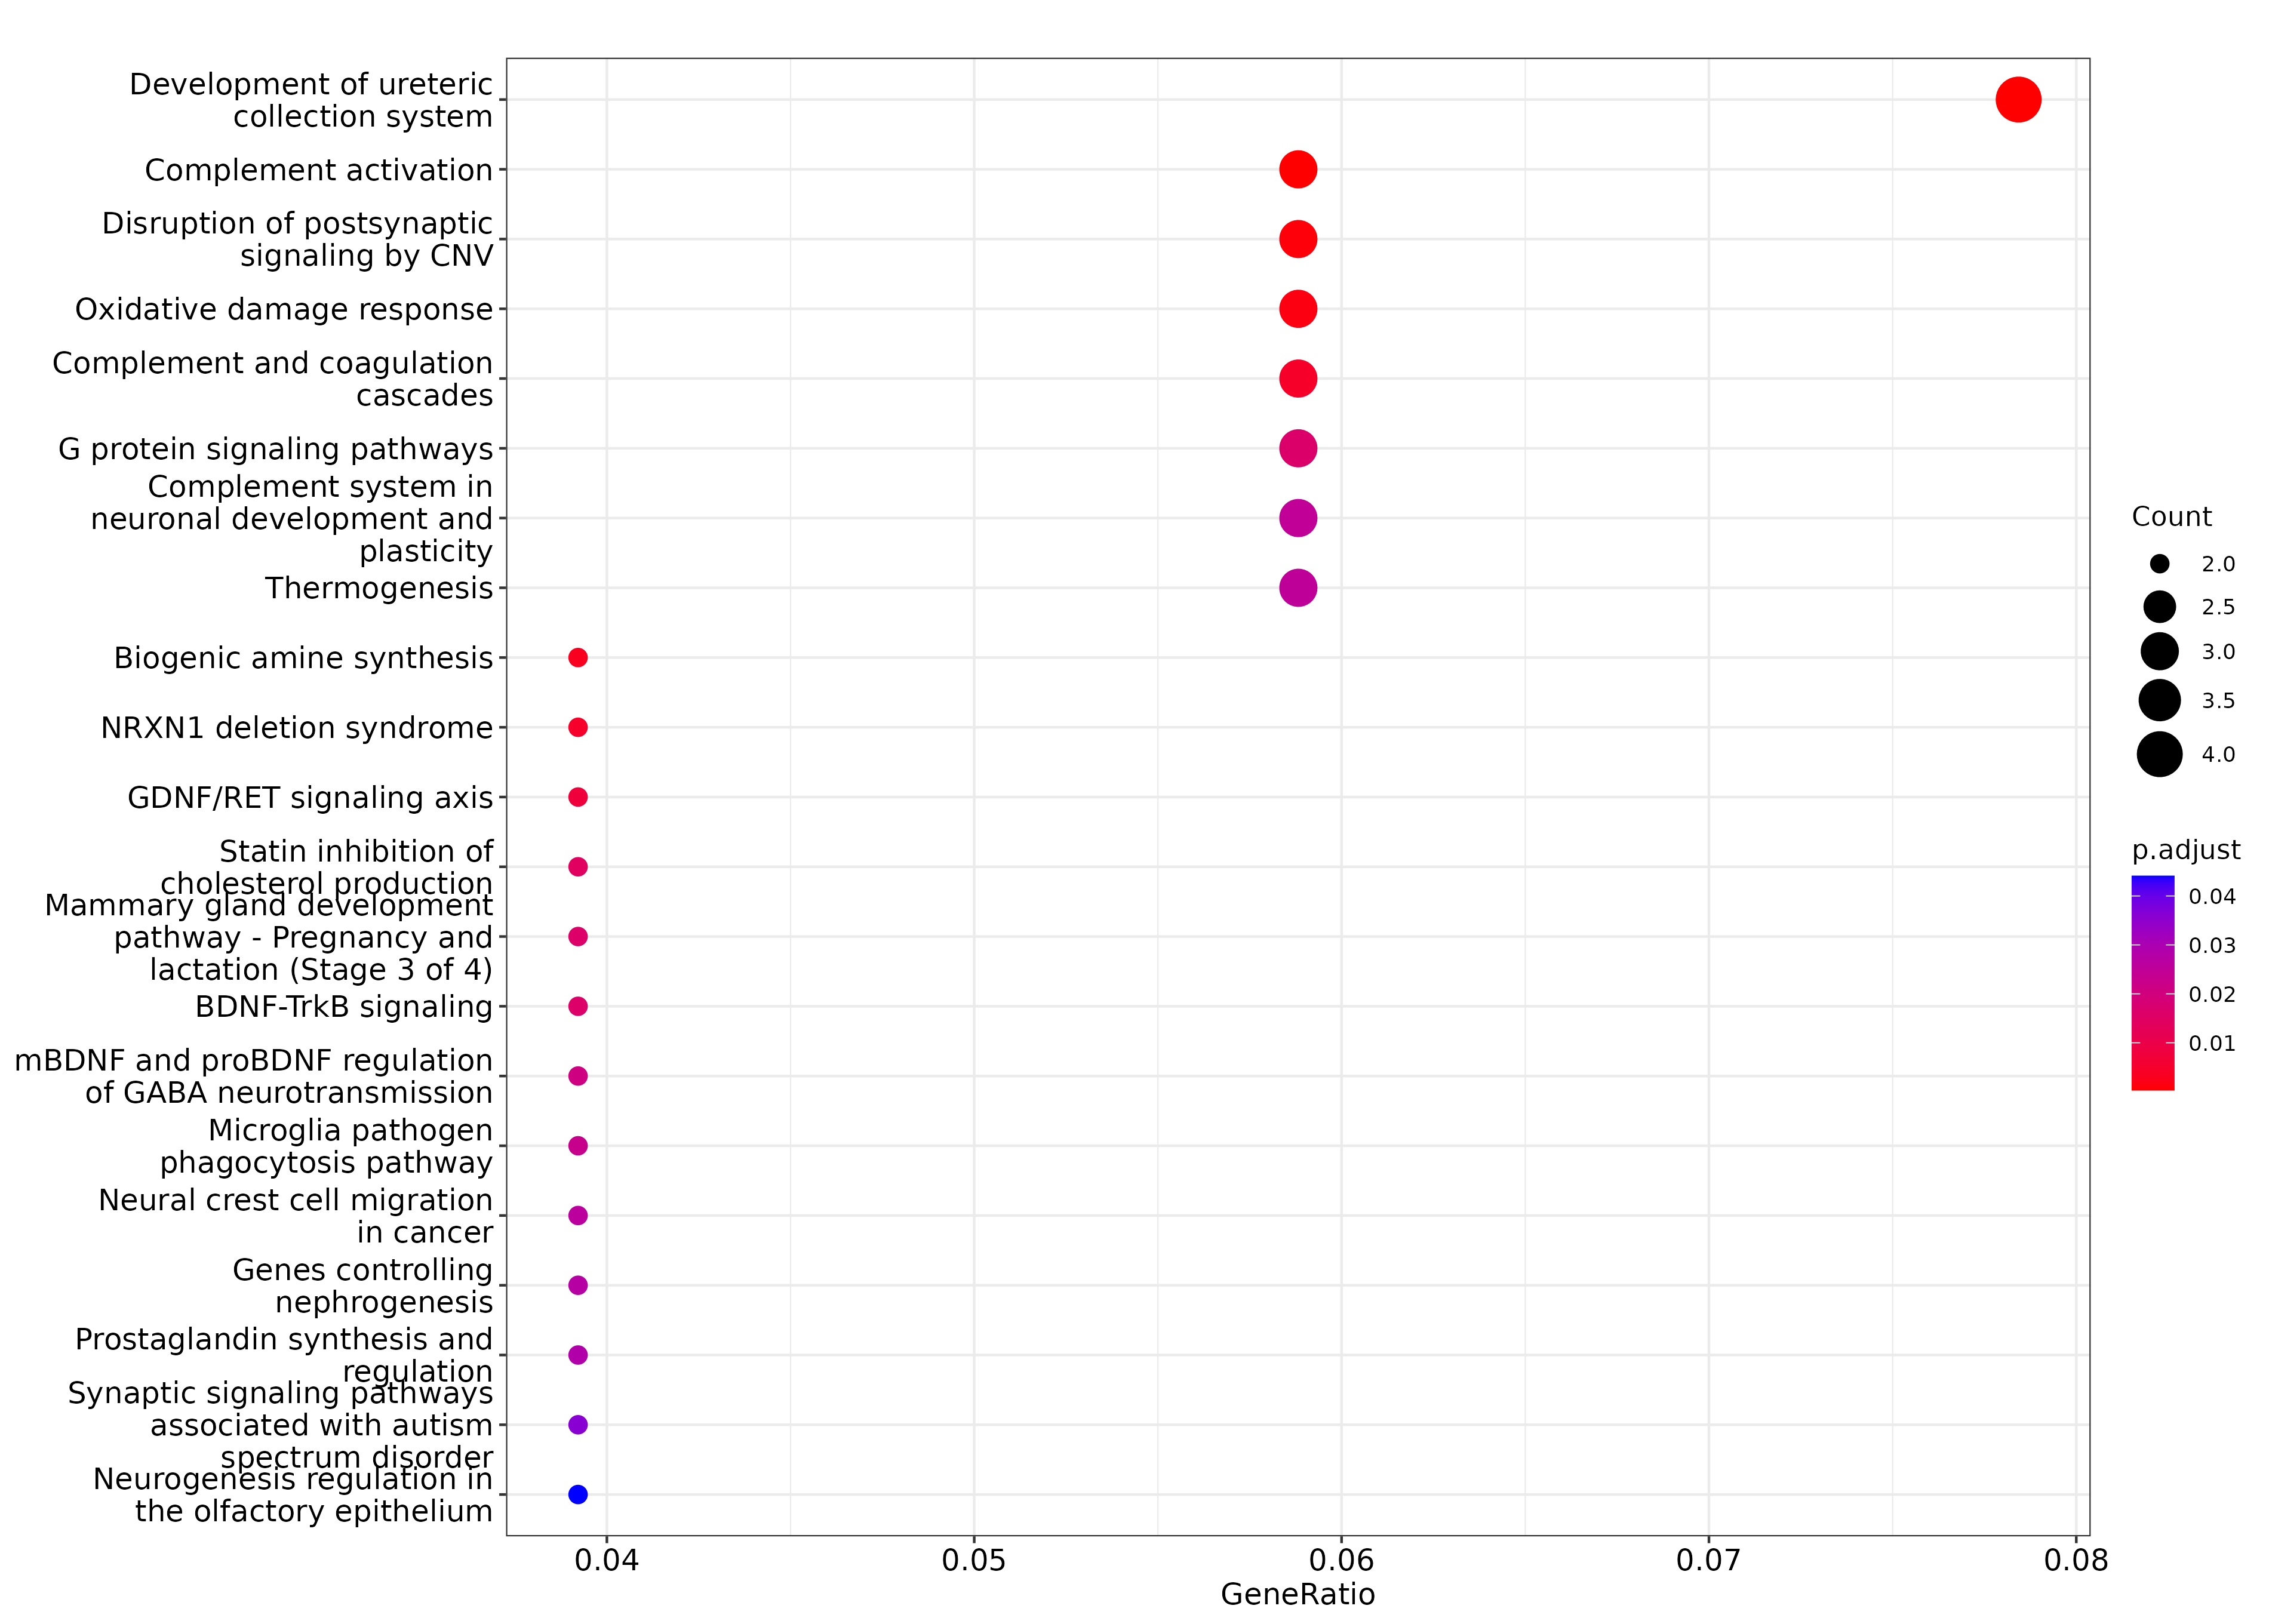 Development of ureteric
collection system
Complement activation
Disruption of postsynaptic
signaling by CNV
Oxidative damage response
Complement and coagulation
cascades
G protein signaling pathways
Complement system in
neuronal development and
plasticity
Thermogenesis
Biogenic amine synthesis
NRXN1 deletion syndrome
GDNF/RET signaling axis
Statin inhibition of
cholesterol production
Mammary gland development
pathway - Pregnancy and
lactation (Stage 3 of 4)
BDNF-TrkB signaling
mBDNF and proBDNF regulation
of GABA neurotransmission
Microglia pathogen
phagocytosis pathway
Neural crest cell migration
in cancer
Genes controlling
nephrogenesis
Prostaglandin synthesis and
regulation
Synaptic signaling pathways
associated with autism
spectrum disorder
Neurogenesis regulation in
the olfactory epithelium
0.04 0.05 0.06 0.07 0.08
GeneRatio
Count
2.0
2.5
3.0
3.5
4.0
p.adjust
0.04
0.03
0.02
0.01